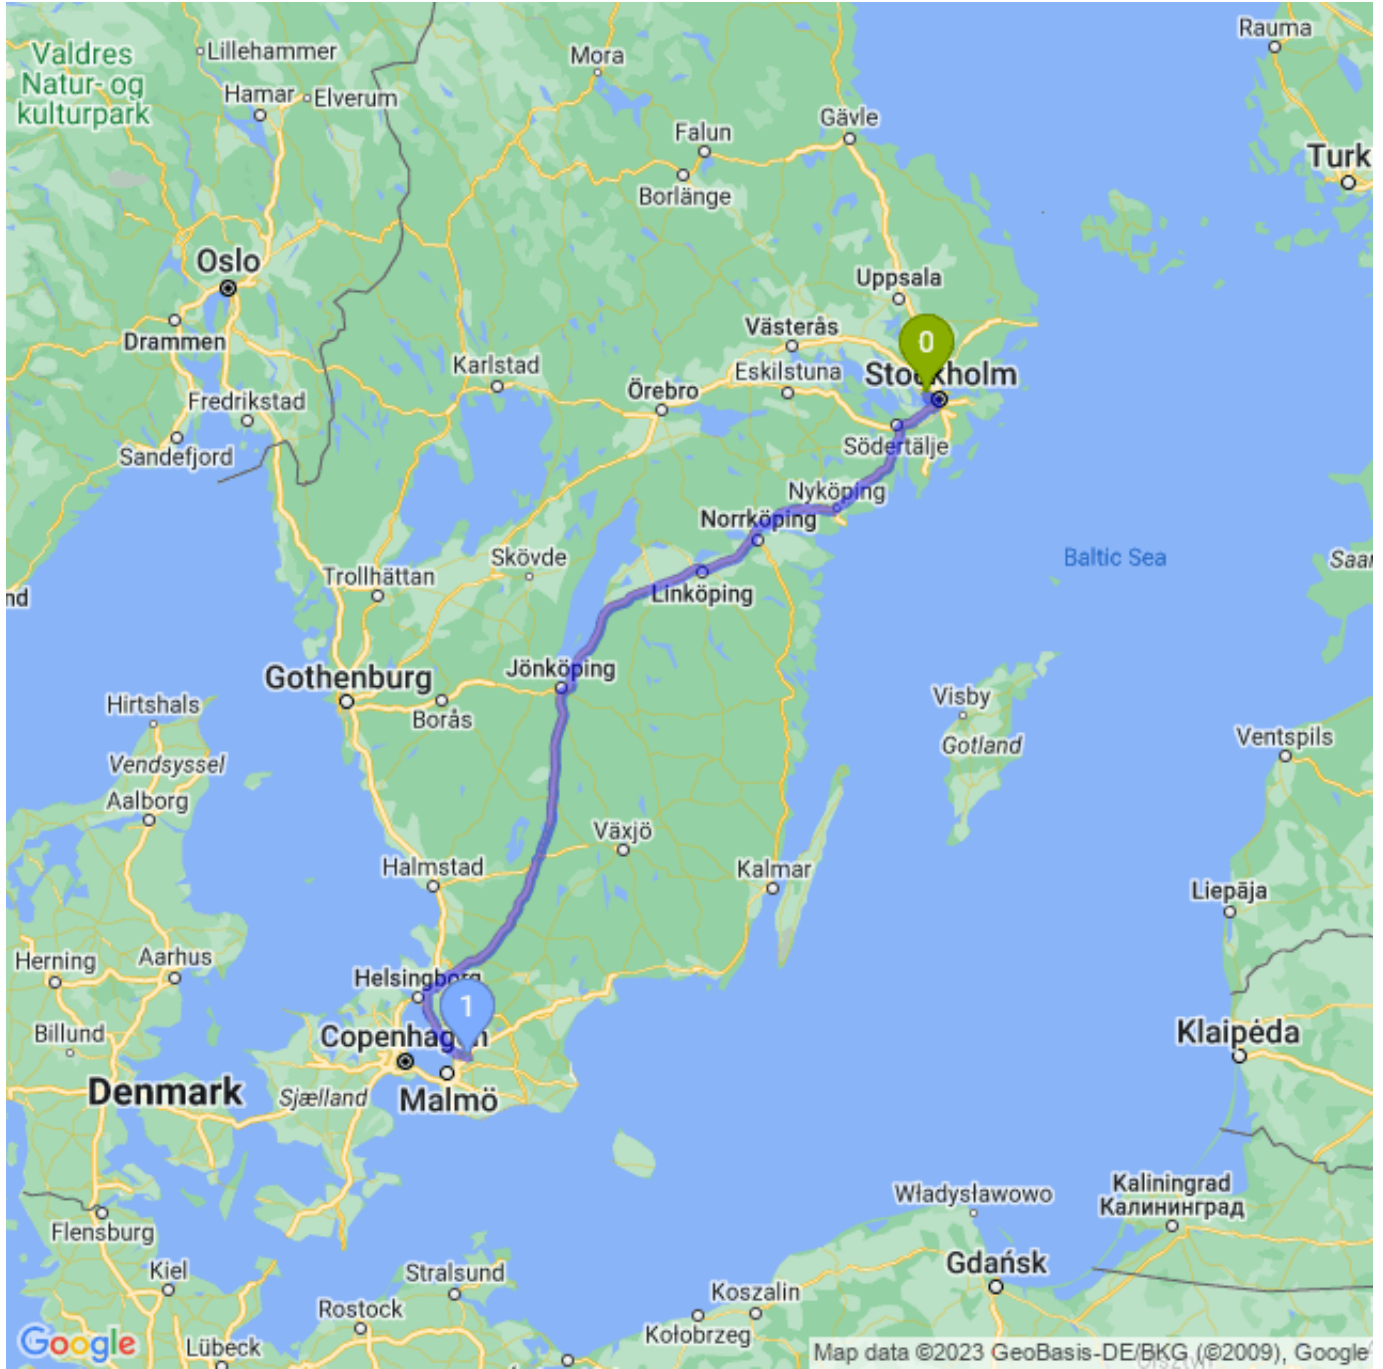 Valdres
Natur- og
kulturpark
Lillehammer
Hamar
Elverum
Mora
Rauma
Falun
Gävle
Borlänge
Turk
Oslo
Uppsala
Drammen
Västerås
0
Karlstad
Eskilstuna
Stockholm
Örebro
Fredrikstad
Sandefjord
Södertälje
Nyköping
Norrköping
Skövde
Baltic Sea
Saar
Trollhättan
nd
Linköping
Jönköping
Gothenburg
Borås
Hirtshals
Visby
Gotland
Ventspils
Vendsyssel
Aalborg
Växjö
Halmstad
Kalmar
Liepāja
Herning
Aarhus
Helsingborg
1
Billund
Copenhagen
Klaipėda
Denmark
Sjælland
Malmö
Władysławowo
Kaliningrad
Калининград
Flensburg
Kiel
Stralsund
Gdańsk
Koszalin
Rostock
Kołobrzeg
Lübeck
Google
Map data ©2023 GeoBasis-DE/BKG (©2009), Google